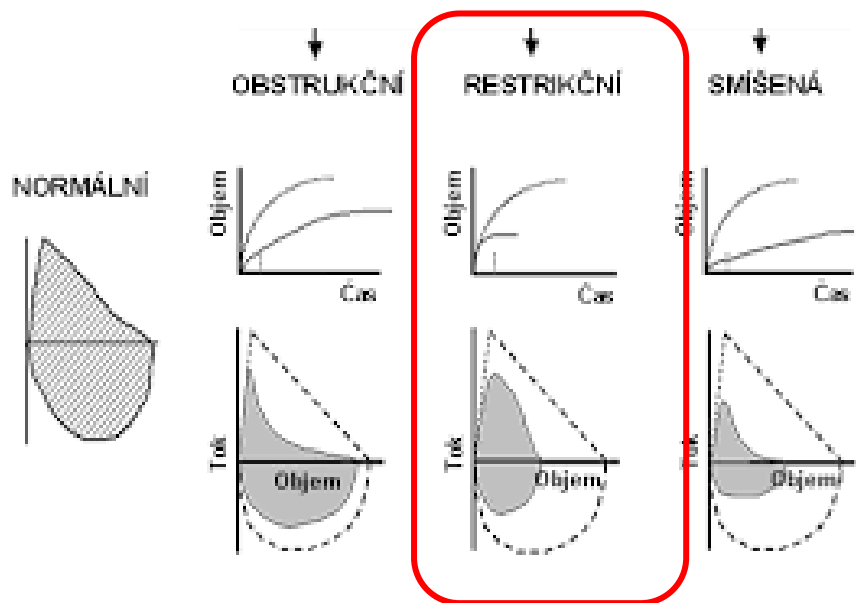 OBSTRUKČNÍ
RESTRIKČNÍ
SMÍŠENÁ
NORMÁLNÍ
Objem
Čas
Objem
Čas
Objem
Čas
Tok
Objem
Tok
Objem
Tok
Objem